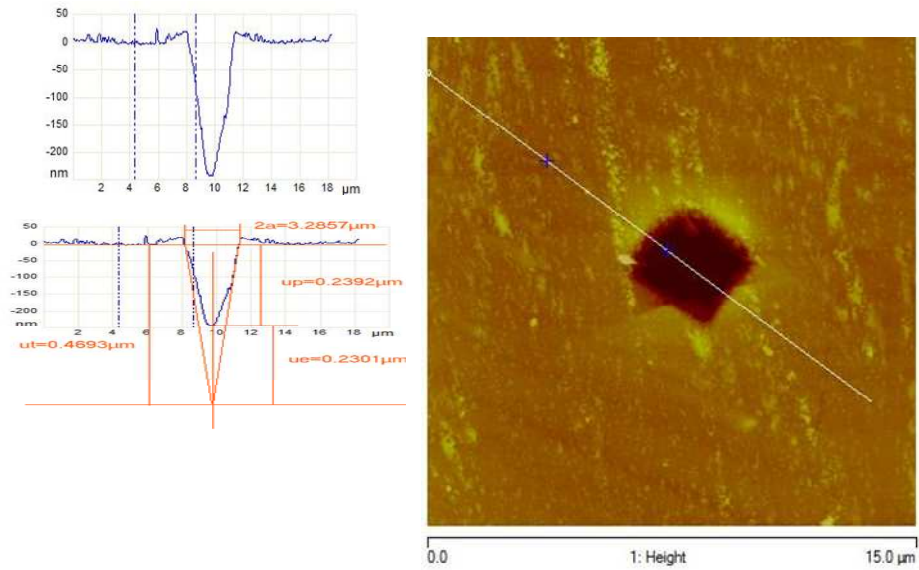 50
0
-50
-100
-150
-200
nm
2 4 6 8 10 12 14 16 18 µm
50
0
-50
-100
-150
-200
nm
2 4 6 8 10 12 14 16 18 µm
2a=3.2857µm
up=0.2392µm
ut=0.4693µm
ue=0.2301µm
0.0 1: Height 15.0 µm